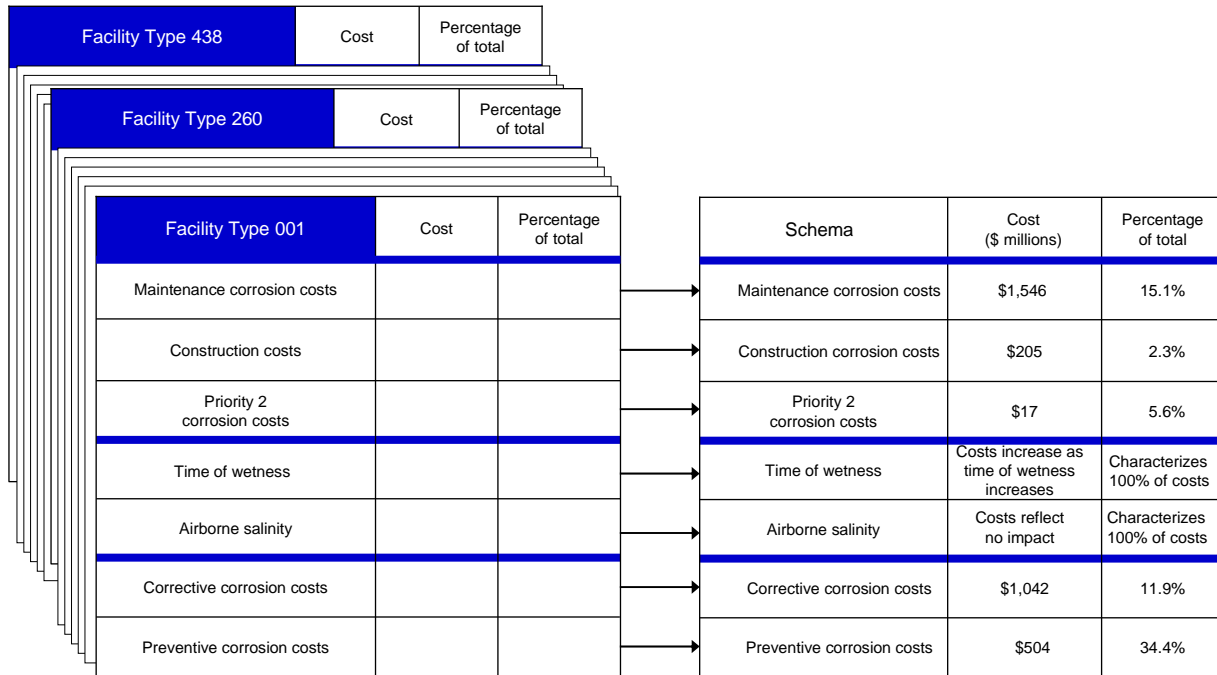 Facility Type 438
Cost
Percentage
of total
Facility Type 260
Cost
Percentage
of total
Facility Type 001
Cost
Percentage
of total
Schema
Cost
($ millions)
Percentage
of total
Maintenance corrosion costs
Maintenance corrosion costs
$1,546
15.1%
Construction costs
Construction corrosion costs
$205
2.3%
Priority 2
corrosion costs
Priority 2
corrosion costs
$17
5.6%
Time of wetness
Time of wetness
Costs increase as
time of wetness
increases
Characterizes
100% of costs
Airborne salinity
Airborne salinity
Costs reflect
no impact
Characterizes
100% of costs
Corrective corrosion costs
Corrective corrosion costs
$1,042
11.9%
Preventive corrosion costs
Preventive corrosion costs
$504
34.4%